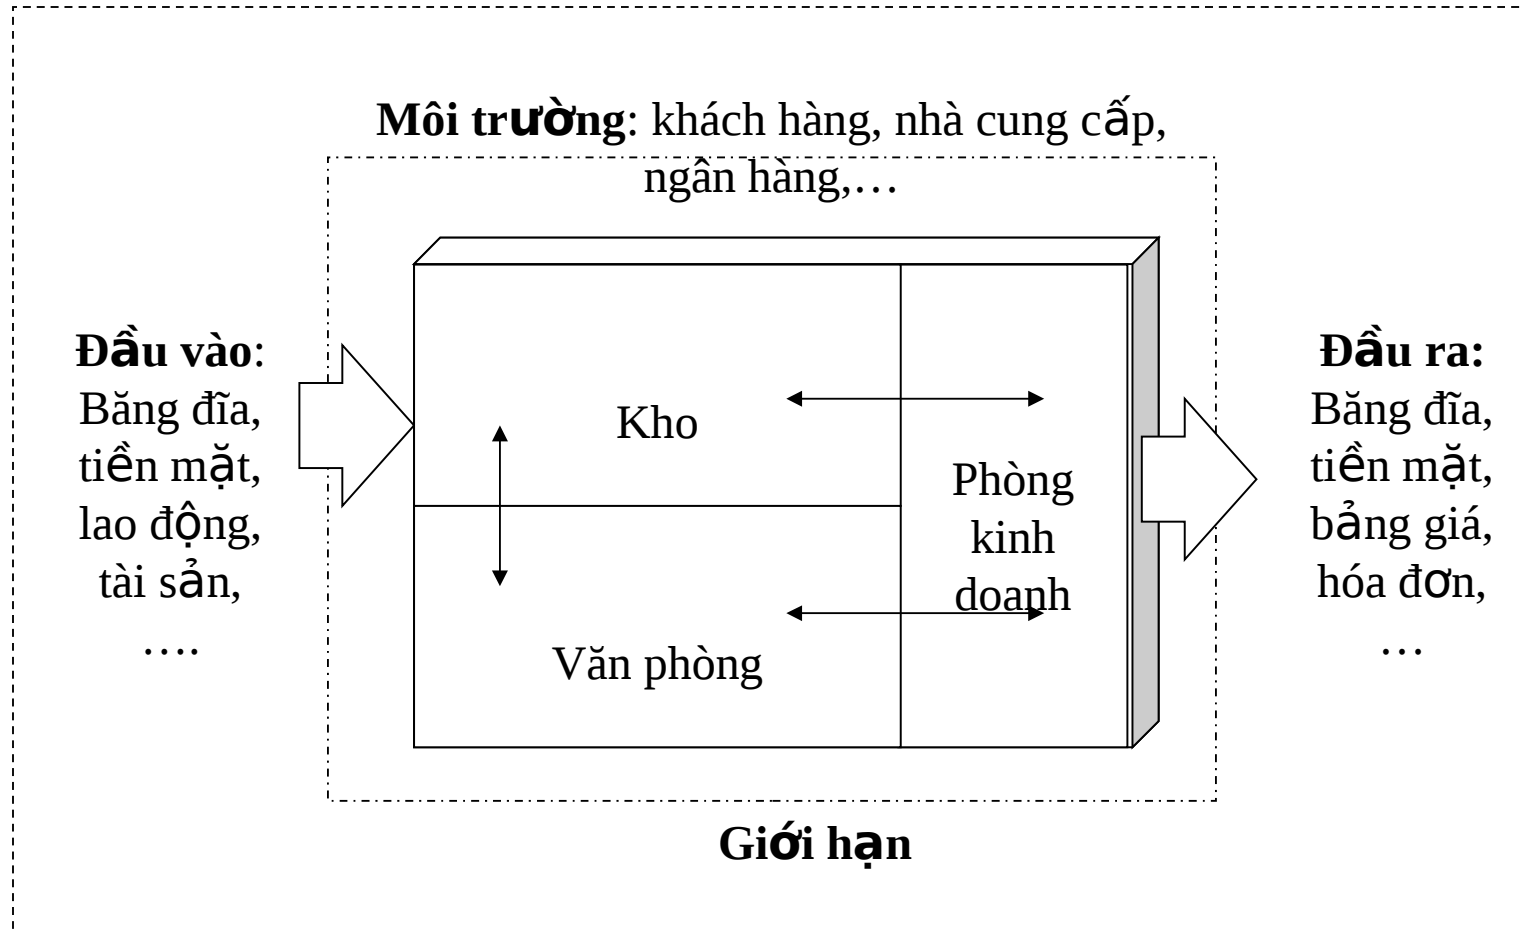 Môi trường: khách hàng, nhà cung cấp,
ngân hàng,…
Đầu vào:
Băng đĩa,
tiền mặt,
lao động,
tài sản,
….
Kho
Văn phòng
Phòng
kinh
doanh
Đầu ra:
Băng đĩa,
tiền mặt,
bảng giá,
hóa đơn,
…
Giới hạn